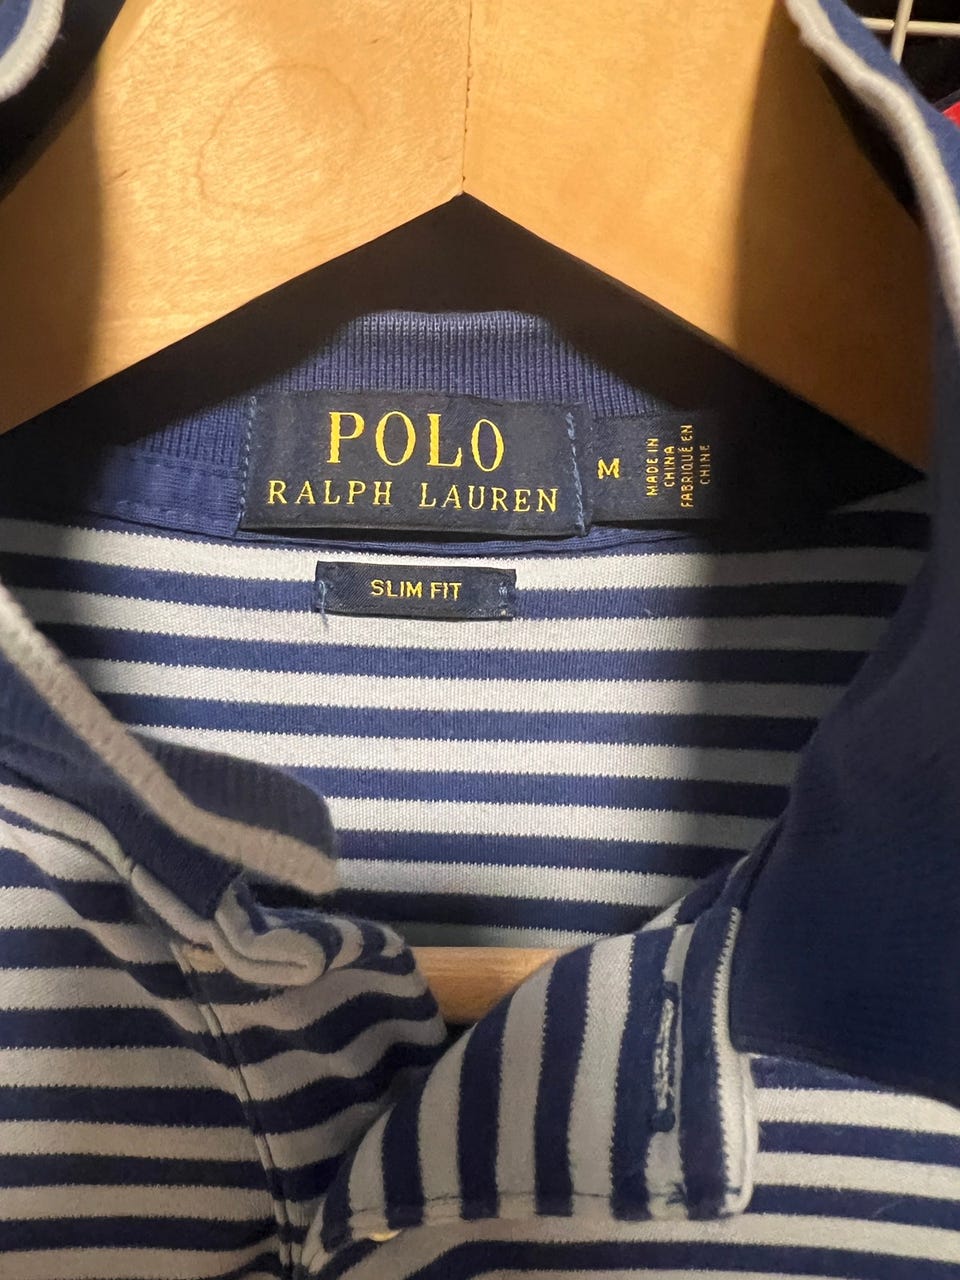 POLO
RALPH LAUREN
M
MADE IN
CHINA
FABRIQUÉ EN
CHINE
SLIM FIT